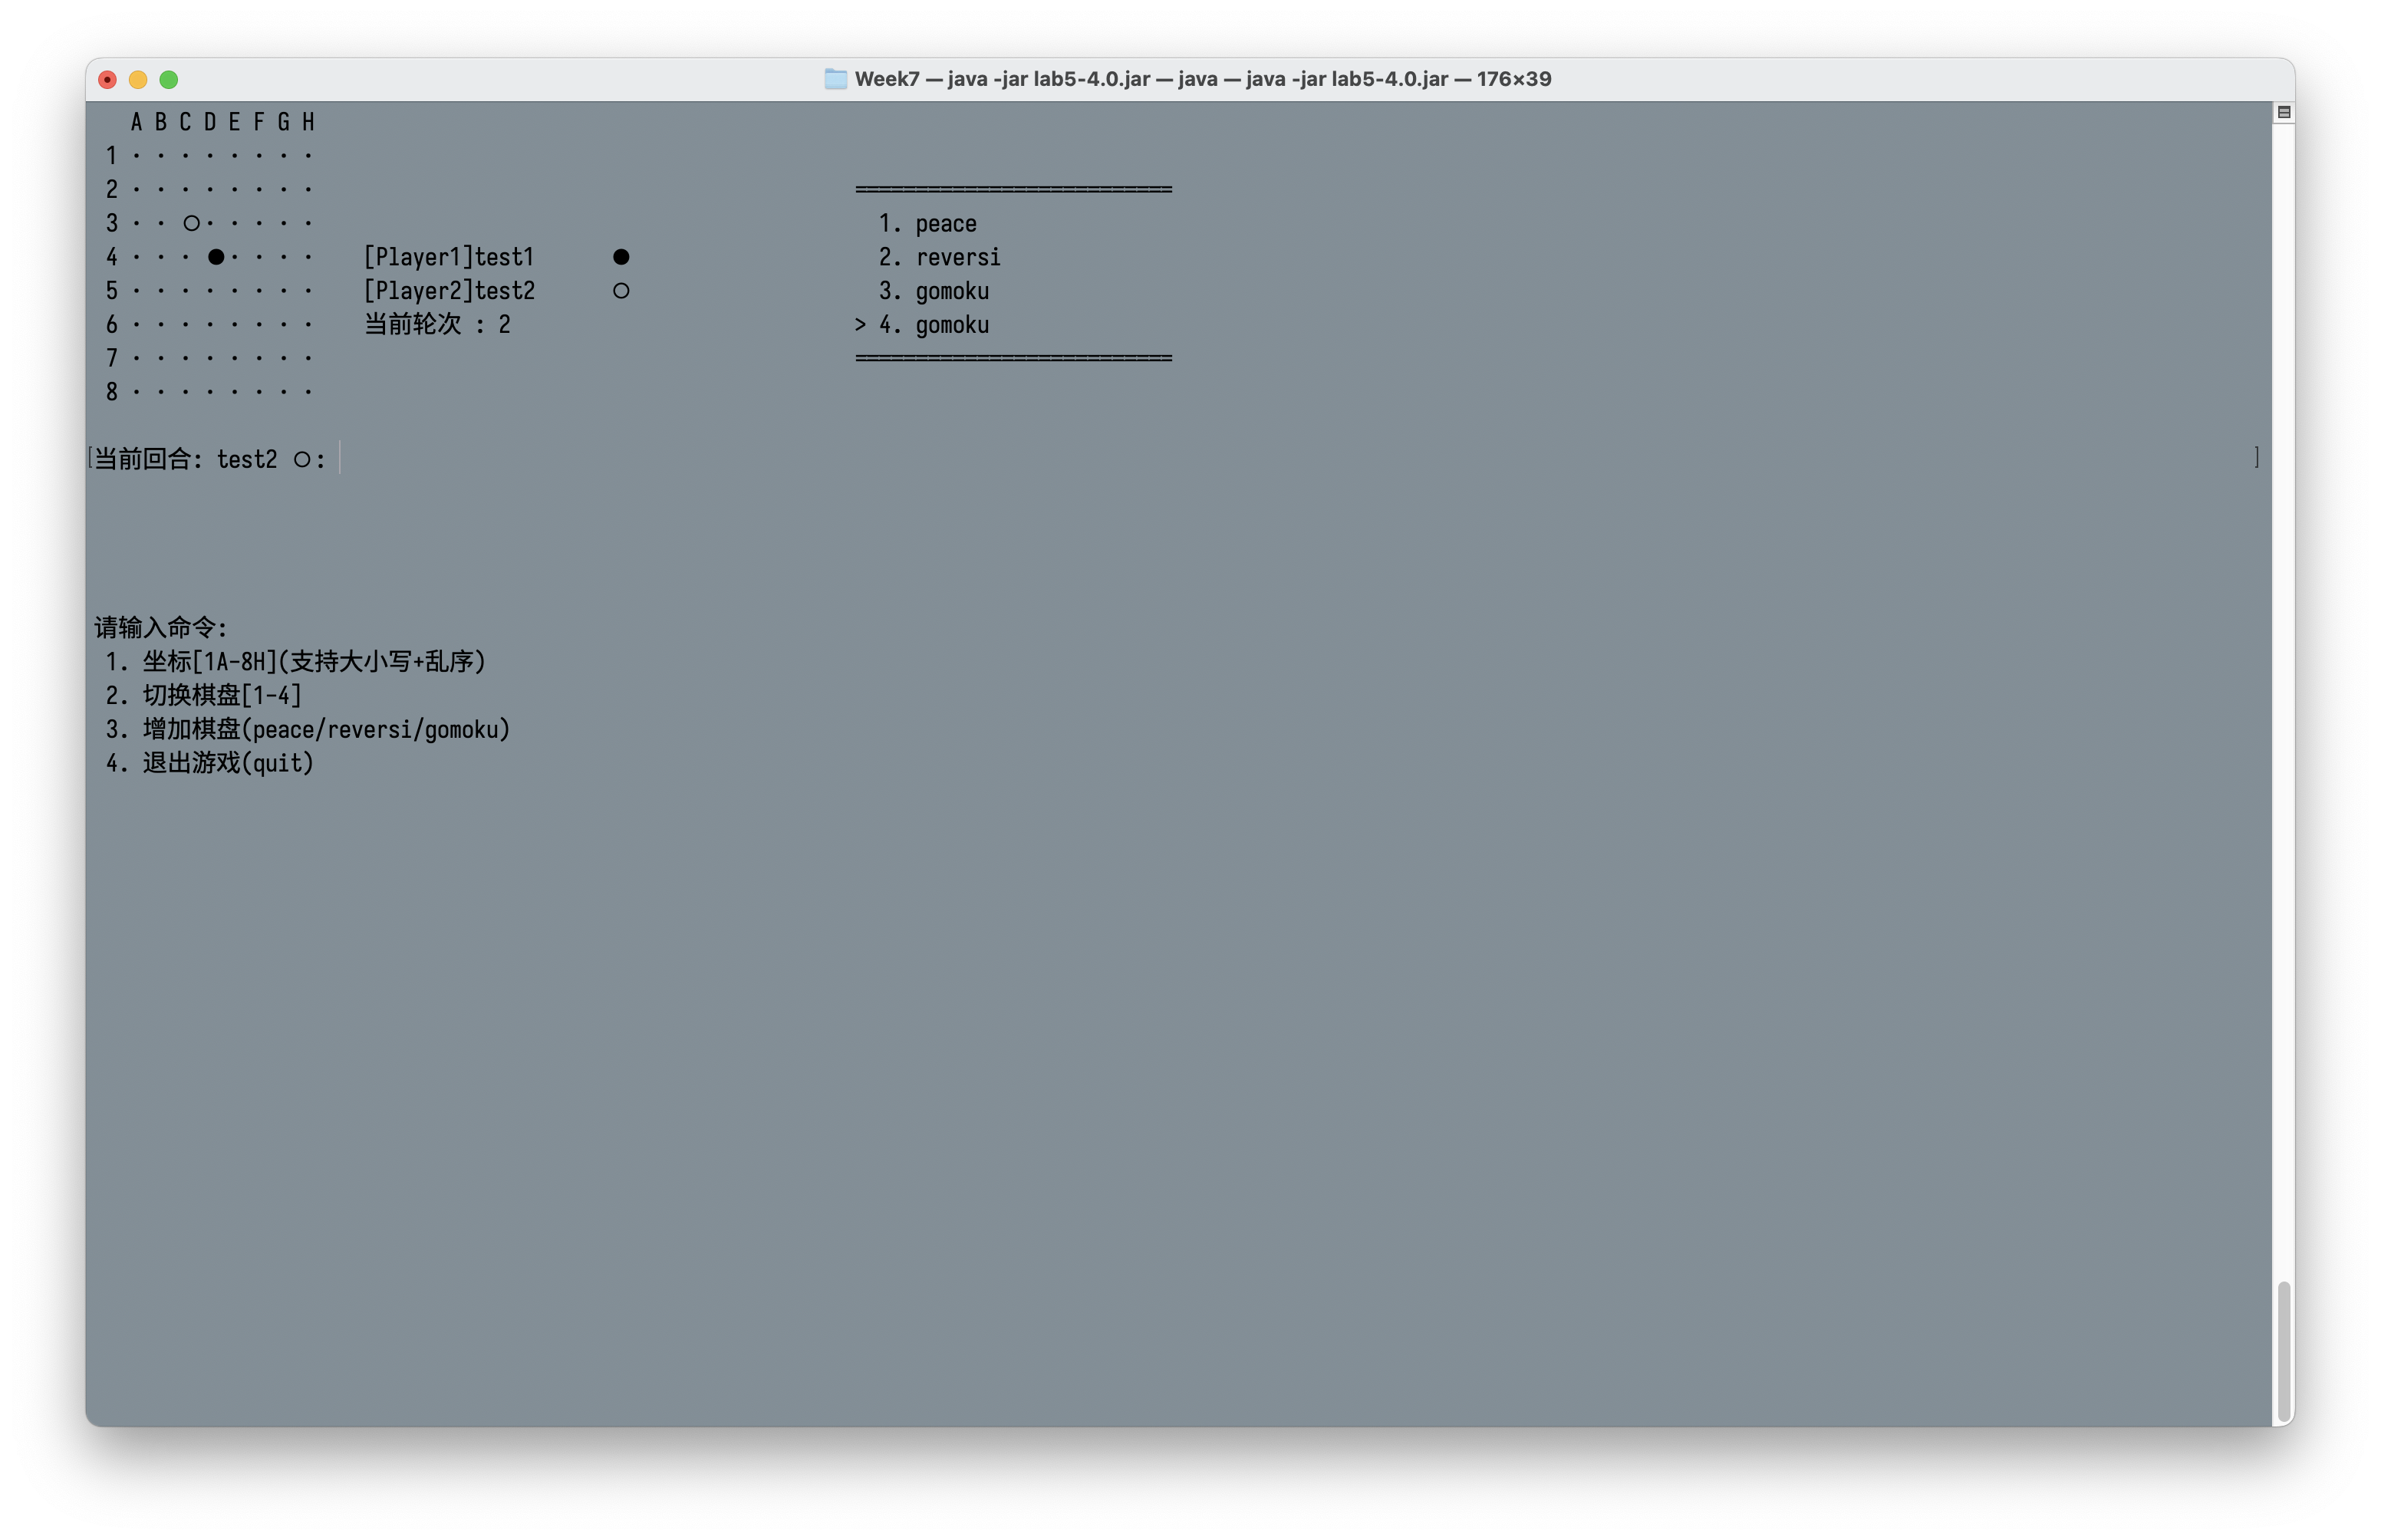 Week7 — java -jar lab5-4.0.jar — java — java -jar lab5-4.0.jar — 176×39
A B C D E F G H
1 · · · · · · · ·
2 · · · · · · · · ==========================
3 · · ○ · · · · · 1. peace
4 · · · ● · · · · [Player1]test1 ● 2. reversi
5 · · · · · · · · [Player2]test2 ○ 3. gomoku
6 · · · · · · · · 当前轮次 : 2 > 4. gomoku
7 · · · · · · · · ==========================
8 · · · · · · · ·
[当前回合: test2 ○: ]
请输入命令:
1. 坐标[1A-8H](支持大小写+乱序)
2. 切换棋盘[1-4]
3. 增加棋盘(peace/reversi/gomoku)
4. 退出游戏(quit)